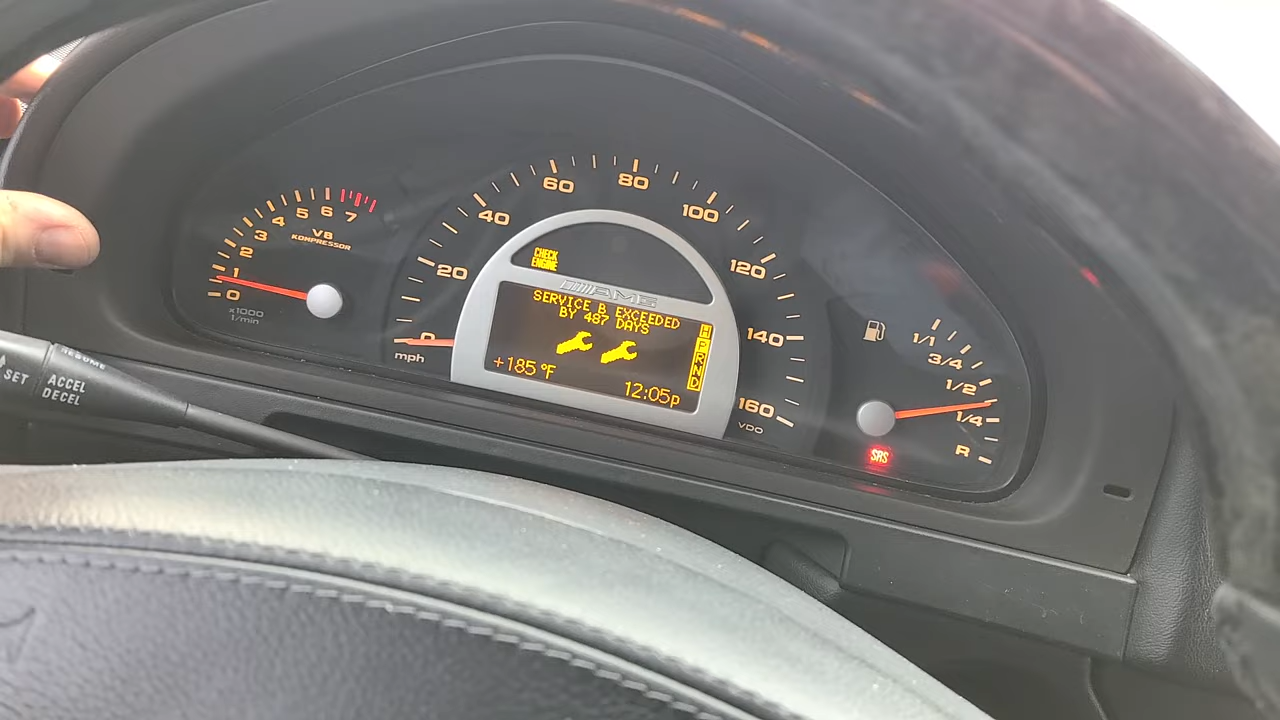 0
1
2
3
4
5
6
7
V8
KOMPRESSOR
x1000
1/min
0
20
40
60
80
100
120
140
160
mph
VDO
CHECK
ENGINE
AMG
SERVICE B EXCEEDED
BY 487 DAYS
+185°F
12:05p
P
R
N
D
1/1
3/4
1/2
1/4
R
SRS
RESUME
SET
ACCEL
DECEL